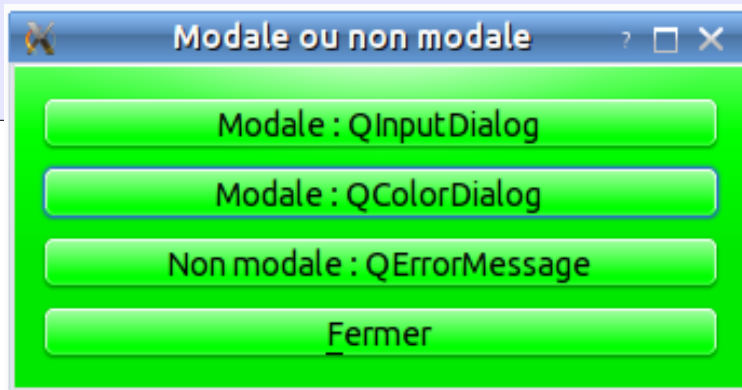 Modale ou non modale ?
Modale : QInputDialog
Modale : QColorDialog
Non modale : QErrorMessage
Fermer